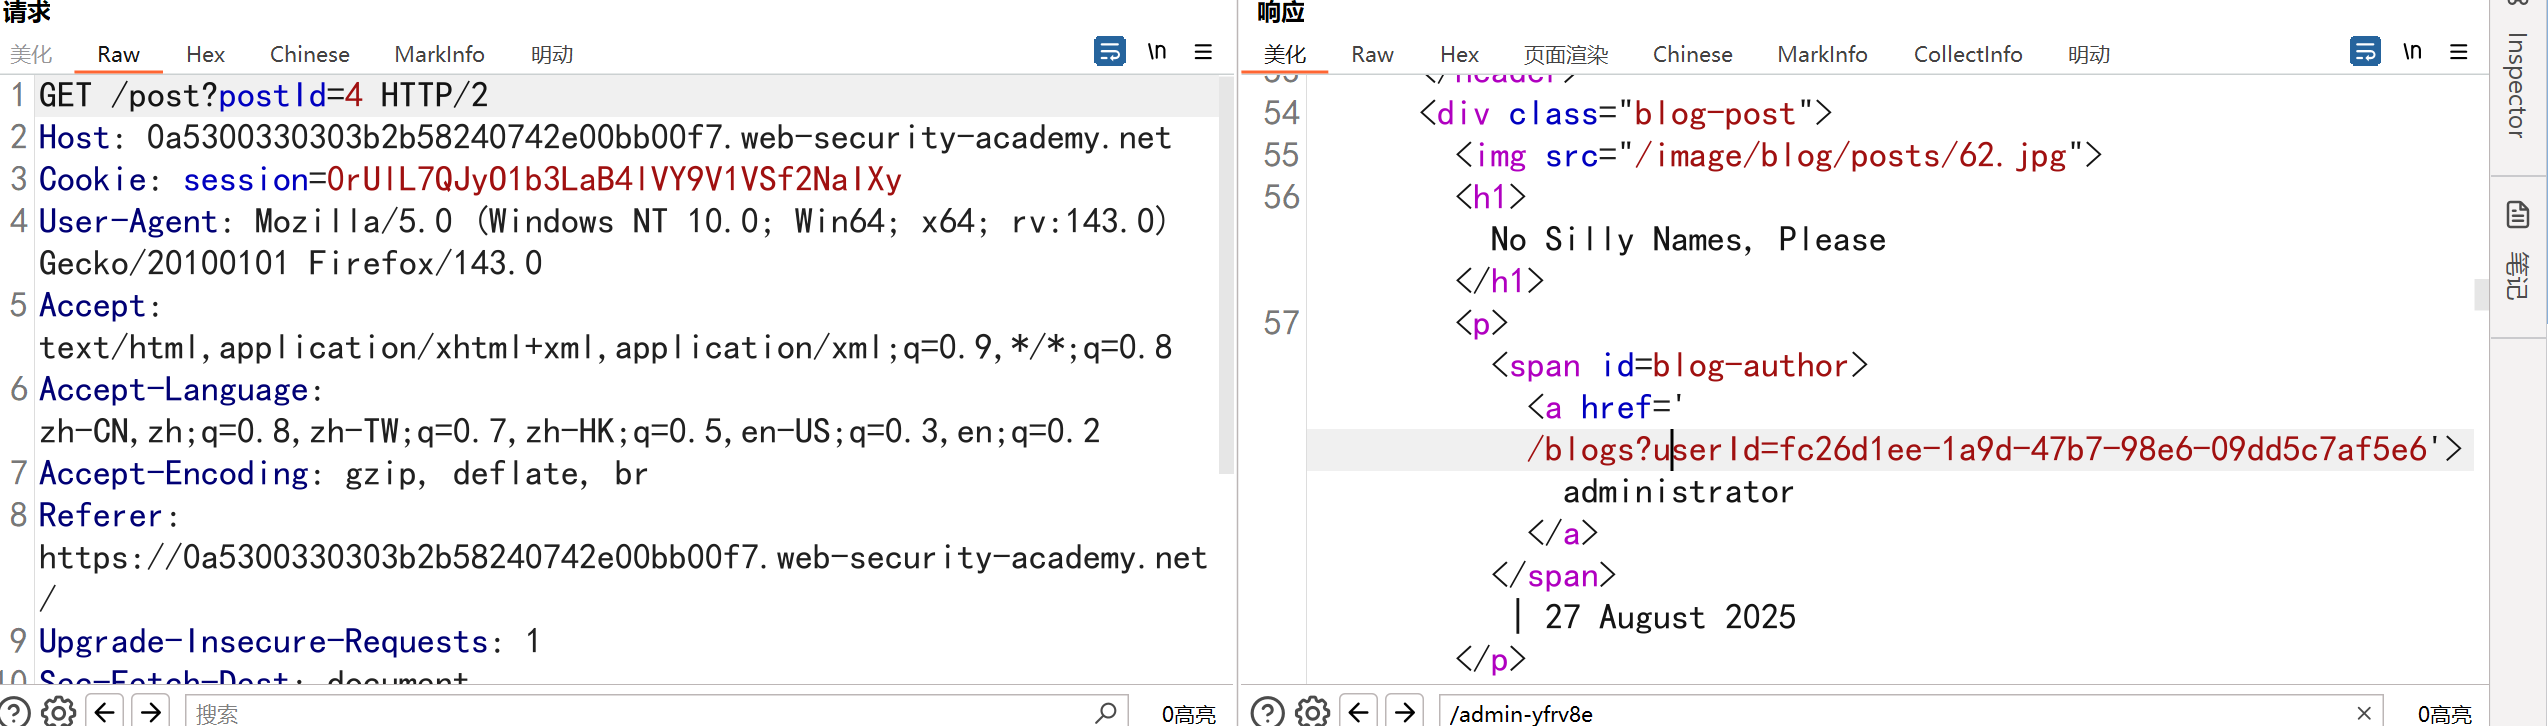 请求
美化 Raw Hex Chinese MarkInfo 明动 \n
1 GET /post?postId=4 HTTP/2
2 Host: 0a5300330303b2b58240742e00bb00f7.web-security-academy.net
3 Cookie: session=0rUlL7QJyO1b3LaB4lVY9V1VSf2NaIXy
4 User-Agent: Mozilla/5.0 (Windows NT 10.0; Win64; x64; rv:143.0)
Gecko/20100101 Firefox/143.0
5 Accept:
text/html,application/xhtml+xml,application/xml;q=0.9,*/*;q=0.8
6 Accept-Language:
zh-CN,zh;q=0.8,zh-TW;q=0.7,zh-HK;q=0.5,en-US;q=0.3,en;q=0.2
7 Accept-Encoding: gzip, deflate, br
8 Referer:
https://0a5300330303b2b58240742e00bb00f7.web-security-academy.net
/
9 Upgrade-Insecure-Requests: 1
10 Sec-Fetch-Dest: document
搜索 0高亮
响应
美化 Raw Hex 页面渲染 Chinese MarkInfo CollectInfo 明动 \n
53 </header>
54 <div class="blog-post">
55 <img src="/image/blog/posts/62.jpg">
56 <h1>
No Silly Names, Please
</h1>
57 <p>
<span id=blog-author>
<a href='
/blogs?userId=fc26d1ee-1a9d-47b7-98e6-09dd5c7af5e6'>
administrator
</a>
</span>
| 27 August 2025
</p>
/admin-yfrv8e 0高亮
Inspector
笔记